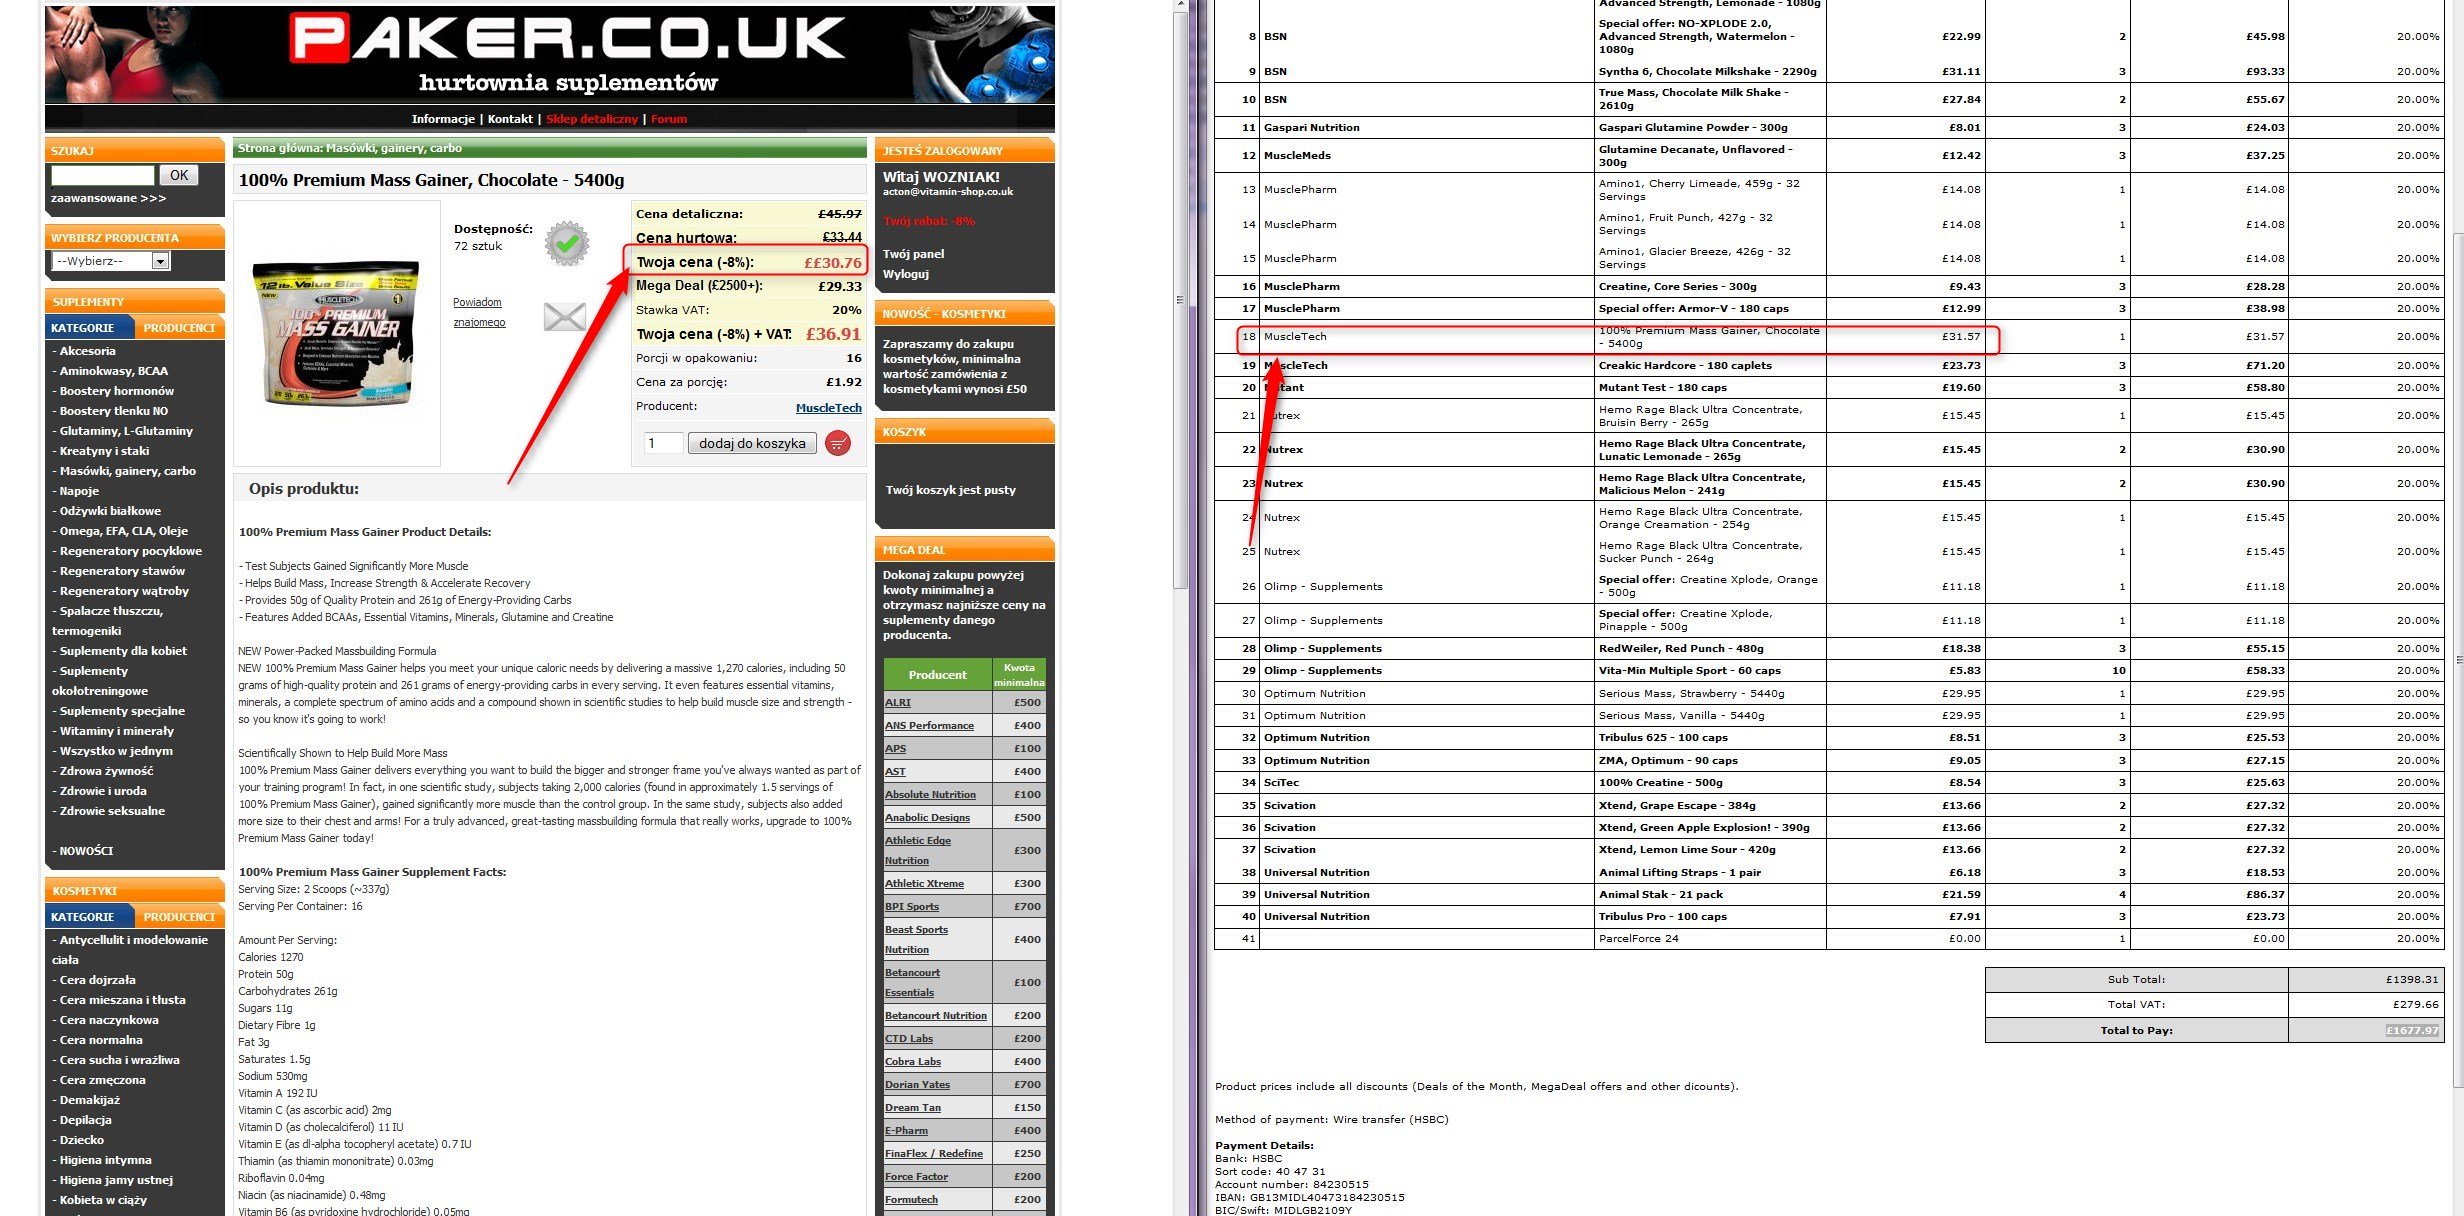 PAKER.CO.UK
hurtownia suplementów
Informacje | Kontakt | Sklep detaliczny | Forum
SZUKAJ
OK
zaawansowane >>>
WYBIERZ PRODUCENTA
--Wybierz--
SUPLEMENTY
KATEGORIE PRODUCENCI
- Akcesoria
- Aminokwasy, BCAA
- Boostery hormonów
- Boostery tlenku NO
- Glutaminy, L-Glutaminy
- Kreatyny i staki
- Masówki, gainery, carbo
- Napoje
- Odżywki białkowe
- Omega, EFA, CLA, Oleje
- Regeneratory pocyklowe
- Regeneratory stawów
- Regeneratory wątroby
- Spalacze tłuszczu,
termogeniki
- Suplementy dla kobiet
- Suplementy
okołotreningowe
- Suplementy specjalne
- Witaminy i minerały
- Wszystko w jednym
- Zdrowa żywność
- Zdrowie i uroda
- Zdrowie seksualne
- NOWOŚCI
KOSMETYKI
KATEGORIE PRODUCENCI
- Antycellulit i modelowanie
ciała
- Cera dojrzała
- Cera mieszana i tłusta
- Cera naczynkowa
- Cera normalna
- Cera sucha i wrażliwa
- Cera zmęczona
- Demakijaż
- Depilacja
- Dziecko
- Higiena intymna
- Higiena jamy ustnej
- Kobieta w ciąży
Strona główna: Masówki, gainery, carbo
100% Premium Mass Gainer, Chocolate - 5400g
12 lb. Value Size
NEW
MUSCLETECH
100% PREMIUM
MASS GAINER
Dostępność:
72 sztuk
Powiadom
znajomego
Cena detaliczna: £45.97
Cena hurtowa: £33.44
Twoja cena (-8%): ££30.76
Mega Deal (£2500+): £29.33
Stawka VAT: 20%
Twoja cena (-8%) + VAT: £36.91
Porcji w opakowaniu: 16
Cena za porcję: £1.92
Producent: MuscleTech
1 dodaj do koszyka
Opis produktu:
100% Premium Mass Gainer Product Details:
- Test Subjects Gained Significantly More Muscle
- Helps Build Mass, Increase Strength & Accelerate Recovery
- Provides 50g of Quality Protein and 261g of Energy-Providing Carbs
- Features Added BCAAs, Essential Vitamins, Minerals, Glutamine and Creatine
NEW Power-Packed Massbuilding Formula
NEW 100% Premium Mass Gainer helps you meet your unique caloric needs by delivering a massive 1,270 calories, including 50
grams of high-quality protein and 261 grams of energy-providing carbs in every serving. It even features essential vitamins,
minerals, a complete spectrum of amino acids and a compound shown in scientific studies to help build muscle size and strength -
so you know it's going to work!
Scientifically Shown to Help Build More Mass
100% Premium Mass Gainer delivers everything you want to build the bigger and stronger frame you've always wanted as part of
your training program! In fact, in one scientific study, subjects taking 2,000 calories (found in approximately 1.5 servings of
100% Premium Mass Gainer), gained significantly more muscle than the control group. In the same study, subjects also added
more size to their chest and arms! For a truly advanced, great-tasting massbuilding formula that really works, upgrade to 100%
Premium Mass Gainer today!
100% Premium Mass Gainer Supplement Facts:
Serving Size: 2 Scoops (~337g)
Serving Per Container: 16
Amount Per Serving:
Calories 1270
Protein 50g
Carbohydrates 261g
Sugars 11g
Dietary Fibre 1g
Fat 3g
Saturates 1.5g
Sodium 530mg
Vitamin A 192 IU
Vitamin C (as ascorbic acid) 2mg
Vitamin D (as cholecalciferol) 11 IU
Vitamin E (as dl-alpha tocopheryl acetate) 0.7 IU
Thiamin (as thiamin mononitrate) 0.03mg
Riboflavin 0.04mg
Niacin (as niacinamide) 0.48mg
Vitamin B6 (as pyridoxine hydrochloride) 0.05mg
JESTEŚ ZALOGOWANY
Witaj WOZNIAK!
acton@vitamin-shop.co.uk
Twój rabat: -8%
Twój panel
Wyloguj
NOWOŚĆ - KOSMETYKI
Zapraszamy do zakupu
kosmetyków, minimalna
wartość zamówienia z
kosmetykami wynosi £50
KOSZYK
Twój koszyk jest pusty
MEGA DEAL
Dokonaj zakupu powyżej
kwoty minimalnej a
otrzymasz najniższe ceny na
suplementy danego
producenta.
Producent Kwota minimalna
ALRI £500
ANS Performance £400
APS £100
AST £400
Absolute Nutrition £100
Anabolic Designs £500
Athletic Edge Nutrition £300
Athletic Xtreme £300
BPI Sports £700
Beast Sports Nutrition £400
Betancourt Essentials £100
Betancourt Nutrition £200
CTD Labs £200
Cobra Labs £400
Dorian Yates £700
Dream Tan £150
E-Pharm £400
FinaFlex / Redefine £250
Force Factor £200
Formutech £200
Advanced Strength, Lemonade - 1080g
8 BSN Special offer: NO-XPLODE 2.0, Advanced Strength, Watermelon - 1080g £22.99 2 £45.98 20.00%
9 BSN Syntha 6, Chocolate Milkshake - 2290g £31.11 3 £93.33 20.00%
10 BSN True Mass, Chocolate Milk Shake - 2610g £27.84 2 £55.67 20.00%
11 Gaspari Nutrition Gaspari Glutamine Powder - 300g £8.01 3 £24.03 20.00%
12 MuscleMeds Glutamine Decanate, Unflavored - 300g £12.42 3 £37.25 20.00%
13 MusclePharm Amino1, Cherry Limeade, 459g - 32 Servings £14.08 1 £14.08 20.00%
14 MusclePharm Amino1, Fruit Punch, 427g - 32 Servings £14.08 1 £14.08 20.00%
15 MusclePharm Amino1, Glacier Breeze, 426g - 32 Servings £14.08 1 £14.08 20.00%
16 MusclePharm Creatine, Core Series - 300g £9.43 3 £28.28 20.00%
17 MusclePharm Special offer: Armor-V - 180 caps £12.99 3 £38.98 20.00%
18 MuscleTech 100% Premium Mass Gainer, Chocolate - 5400g £31.57 1 £31.57 20.00%
19 MuscleTech Creakic Hardcore - 180 caplets £23.73 3 £71.20 20.00%
20 Mutant Mutant Test - 180 caps £19.60 3 £58.80 20.00%
21 Nutrex Hemo Rage Black Ultra Concentrate, Bruisin Berry - 265g £15.45 1 £15.45 20.00%
22 Nutrex Hemo Rage Black Ultra Concentrate, Lunatic Lemonade - 265g £15.45 2 £30.90 20.00%
23 Nutrex Hemo Rage Black Ultra Concentrate, Malicious Melon - 241g £15.45 2 £30.90 20.00%
24 Nutrex Hemo Rage Black Ultra Concentrate, Orange Creamation - 254g £15.45 1 £15.45 20.00%
25 Nutrex Hemo Rage Black Ultra Concentrate, Sucker Punch - 264g £15.45 1 £15.45 20.00%
26 Olimp - Supplements Special offer: Creatine Xplode, Orange - 500g £11.18 1 £11.18 20.00%
27 Olimp - Supplements Special offer: Creatine Xplode, Pinapple - 500g £11.18 1 £11.18 20.00%
28 Olimp - Supplements RedWeiler, Red Punch - 480g £18.38 3 £55.15 20.00%
29 Olimp - Supplements Vita-Min Multiple Sport - 60 caps £5.83 10 £58.33 20.00%
30 Optimum Nutrition Serious Mass, Strawberry - 5440g £29.95 1 £29.95 20.00%
31 Optimum Nutrition Serious Mass, Vanilla - 5440g £29.95 1 £29.95 20.00%
32 Optimum Nutrition Tribulus 625 - 100 caps £8.51 3 £25.53 20.00%
33 Optimum Nutrition ZMA, Optimum - 90 caps £9.05 3 £27.15 20.00%
34 SciTec 100% Creatine - 500g £8.54 3 £25.63 20.00%
35 Scivation Xtend, Grape Escape - 384g £13.66 2 £27.32 20.00%
36 Scivation Xtend, Green Apple Explosion! - 390g £13.66 2 £27.32 20.00%
37 Scivation Xtend, Lemon Lime Sour - 420g £13.66 2 £27.32 20.00%
38 Universal Nutrition Animal Lifting Straps - 1 pair £6.18 3 £18.53 20.00%
39 Universal Nutrition Animal Stak - 21 pack £21.59 4 £86.37 20.00%
40 Universal Nutrition Tribulus Pro - 100 caps £7.91 3 £23.73 20.00%
41 ParcelForce 24 £0.00 1 £0.00 20.00%
Sub Total: £1398.31
Total VAT: £279.66
Total to Pay: £1677.97
Product prices include all discounts (Deals of the Month, MegaDeal offers and other dicounts).
Method of payment: Wire transfer (HSBC)
Payment Details:
Bank: HSBC
Sort code: 40 47 31
Account number: 84230515
IBAN: GB13MIDL40473184230515
BIC/Swift: MIDLGB2109Y